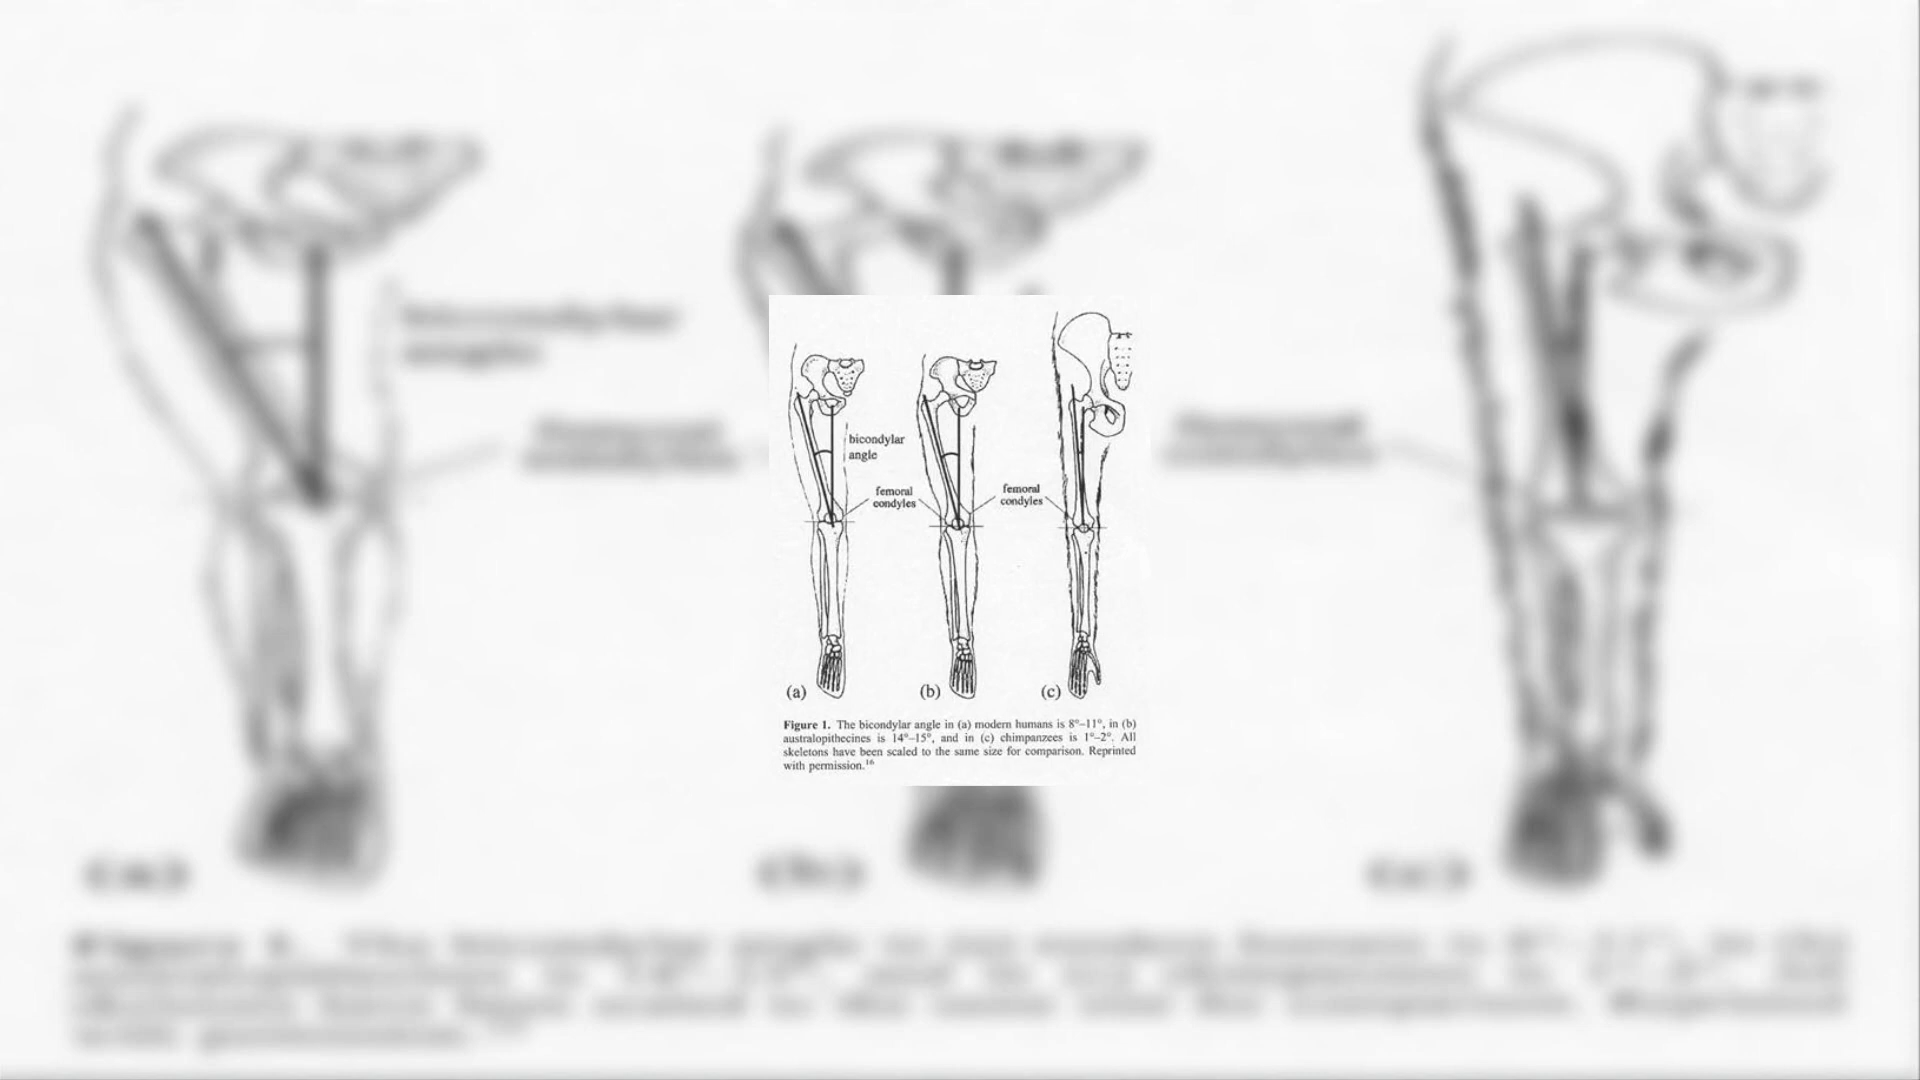 bicondylar
angle
femoral
condyles
femoral
condyles
(a)
(b)
(c)
Figure 1. The bicondylar angle in (a) modern humans is 8°–11°, in (b)
australopithecines is 14°–15°, and in (c) chimpanzees is 1°–2°. All
skeletons have been scaled to the same size for comparison. Reprinted
with permission.¹⁶